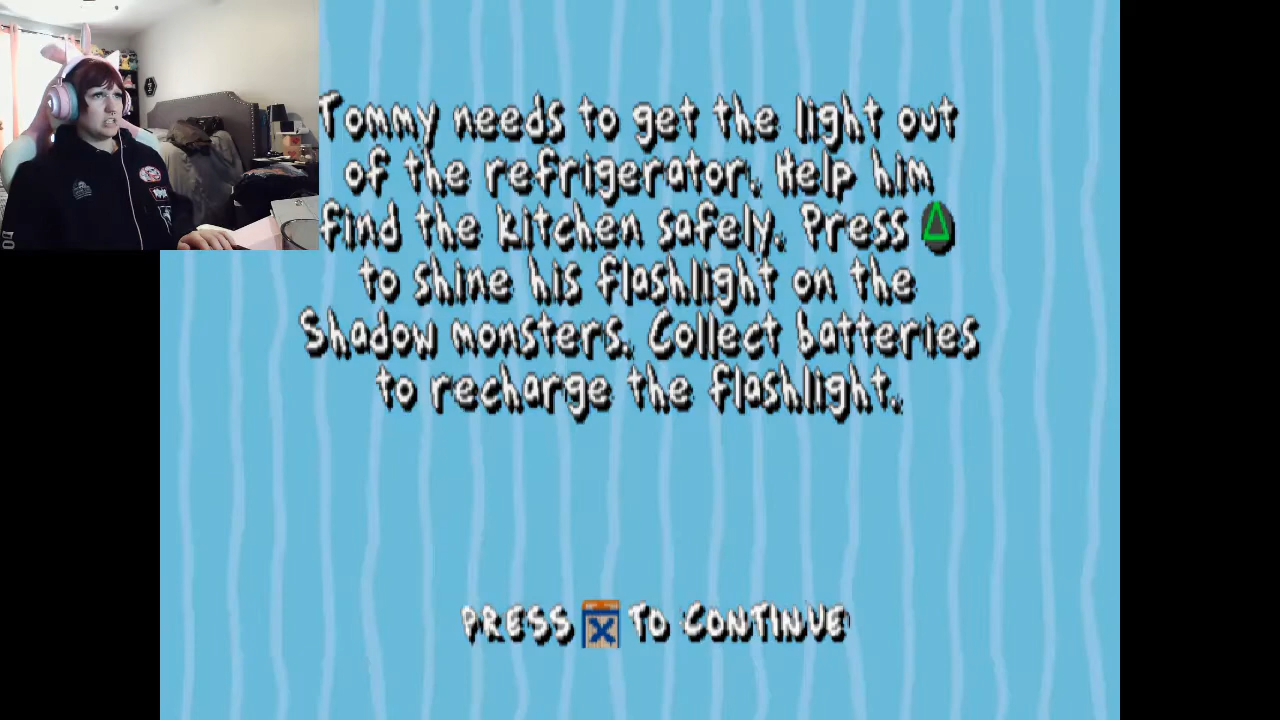 Tommy needs to get the light out
of the refrigerator. Help him
find the kitchen safely. Press
to shine his flashlight on the
Shadow monsters. Collect batteries
to recharge the flashlight.
PRESS X TO CONTINUE